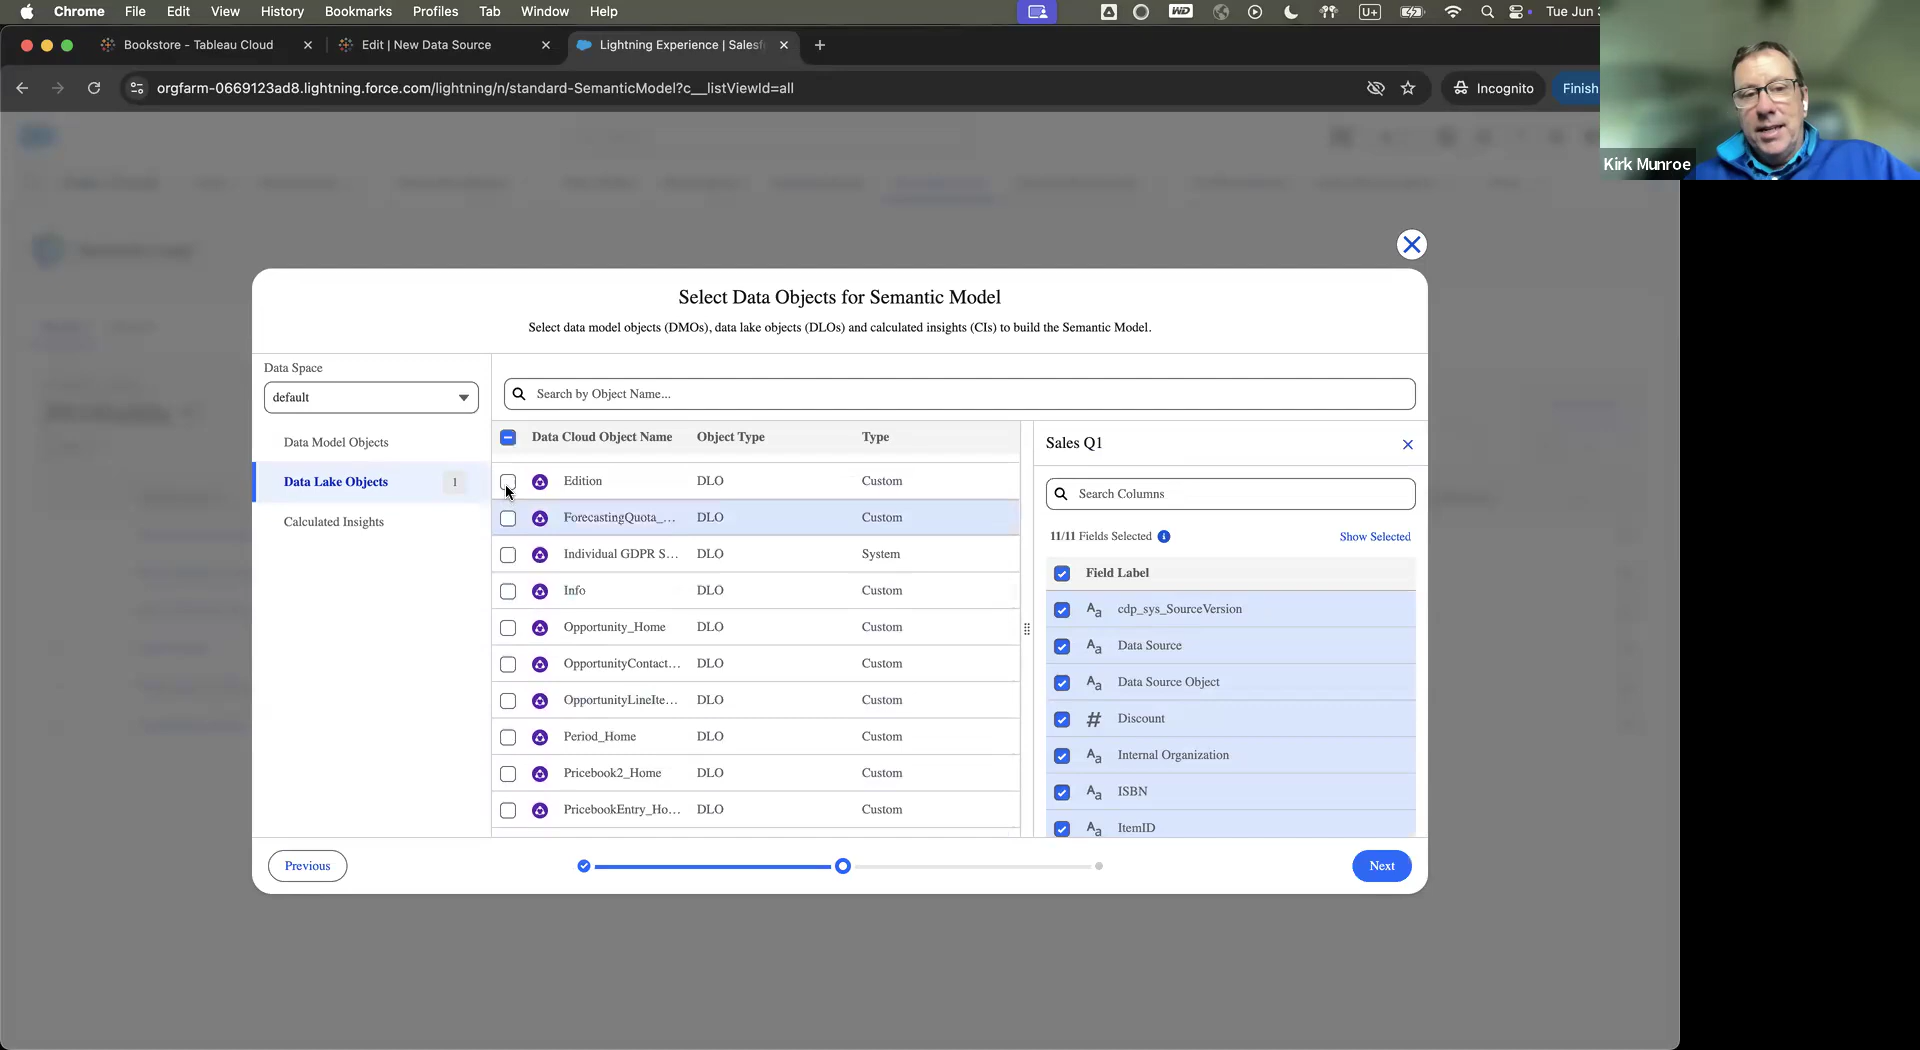 Chrome File Edit View History Bookmarks Profiles Tab Window Help
WD U+ Tue Jun
Bookstore - Tableau Cloud Edit | New Data Source Lightning Experience | Salesf
orgfarm-0669123ad8.lightning.force.com/lightning/n/standard-SemanticModel?c__listViewId=all Incognito Finish
Kirk Munroe
Select Data Objects for Semantic Model
Select data model objects (DMOs), data lake objects (DLOs) and calculated insights (CIs) to build the Semantic Model.
Data Space
default
Data Model Objects
Data Lake Objects 1
Calculated Insights
Search by Object Name...
Data Cloud Object Name Object Type Type
Edition DLO Custom
ForecastingQuota_... DLO Custom
Individual GDPR S... DLO System
Info DLO Custom
Opportunity_Home DLO Custom
OpportunityContact... DLO Custom
OpportunityLineIte... DLO Custom
Period_Home DLO Custom
Pricebook2_Home DLO Custom
PricebookEntry_Ho... DLO Custom
Sales Q1
Search Columns
11/11 Fields Selected Show Selected
Field Label
cdp_sys_SourceVersion
Data Source
Data Source Object
Discount
Internal Organization
ISBN
ItemID
Previous Next